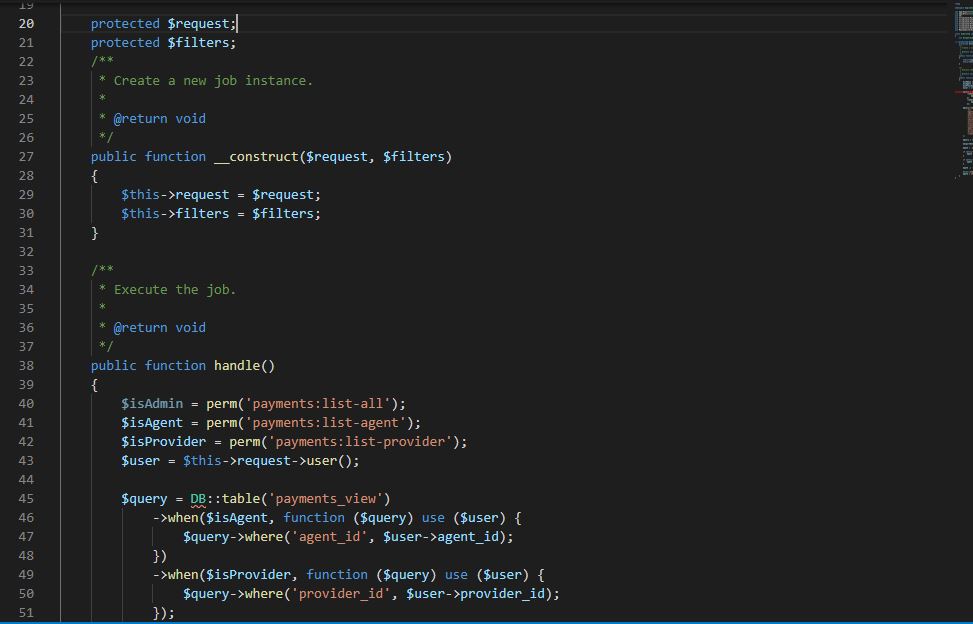 19
20 protected $request;
21 protected $filters;
22 /**
23  * Create a new job instance.
24  *
25  * @return void
26  */
27 public function __construct($request, $filters)
28 {
29     $this->request = $request;
30     $this->filters = $filters;
31 }
32
33 /**
34  * Execute the job.
35  *
36  * @return void
37  */
38 public function handle()
39 {
40     $isAdmin = perm('payments:list-all');
41     $isAgent = perm('payments:list-agent');
42     $isProvider = perm('payments:list-provider');
43     $user = $this->request->user();
44
45     $query = DB::table('payments_view')
46         ->when($isAgent, function ($query) use ($user) {
47             $query->where('agent_id', $user->agent_id);
48         })
49         ->when($isProvider, function ($query) use ($user) {
50             $query->where('provider_id', $user->provider_id);
51         });